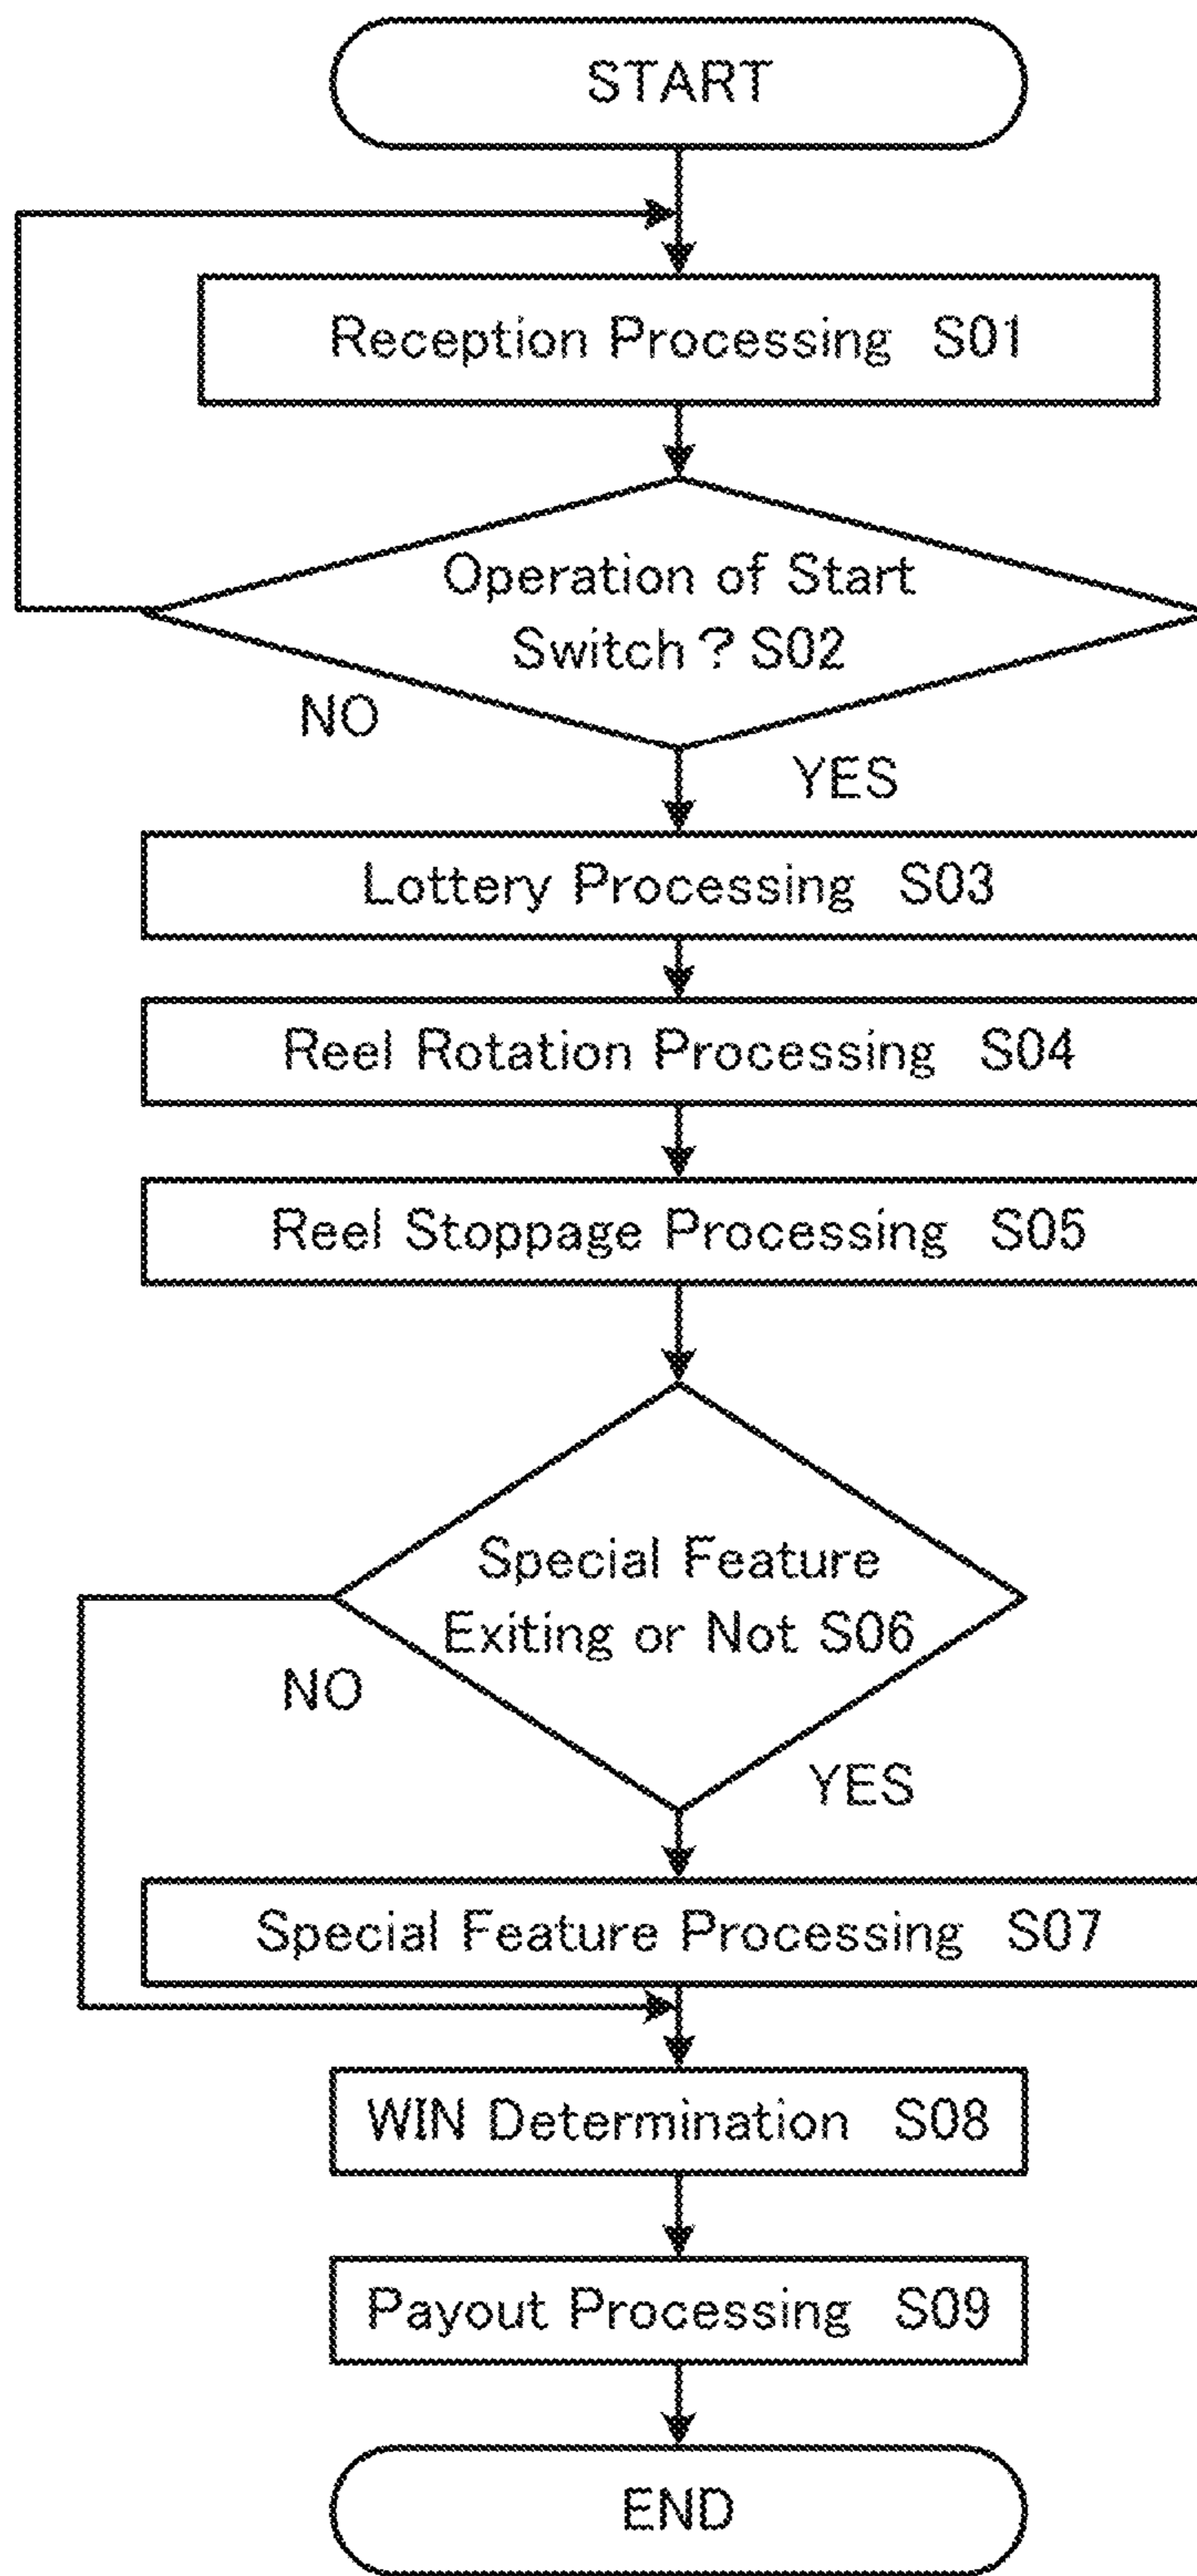 START
Reception Processing S01
Operation of Start
Switch ? S02
NO
YES
Lottery Processing S03
Reel Rotation Processing S04
Reel Stoppage Processing S05
Special Feature
Exiting or Not S06
NO
YES
Special Feature Processing S07
WIN Determination S08
Payout Processing S09
END